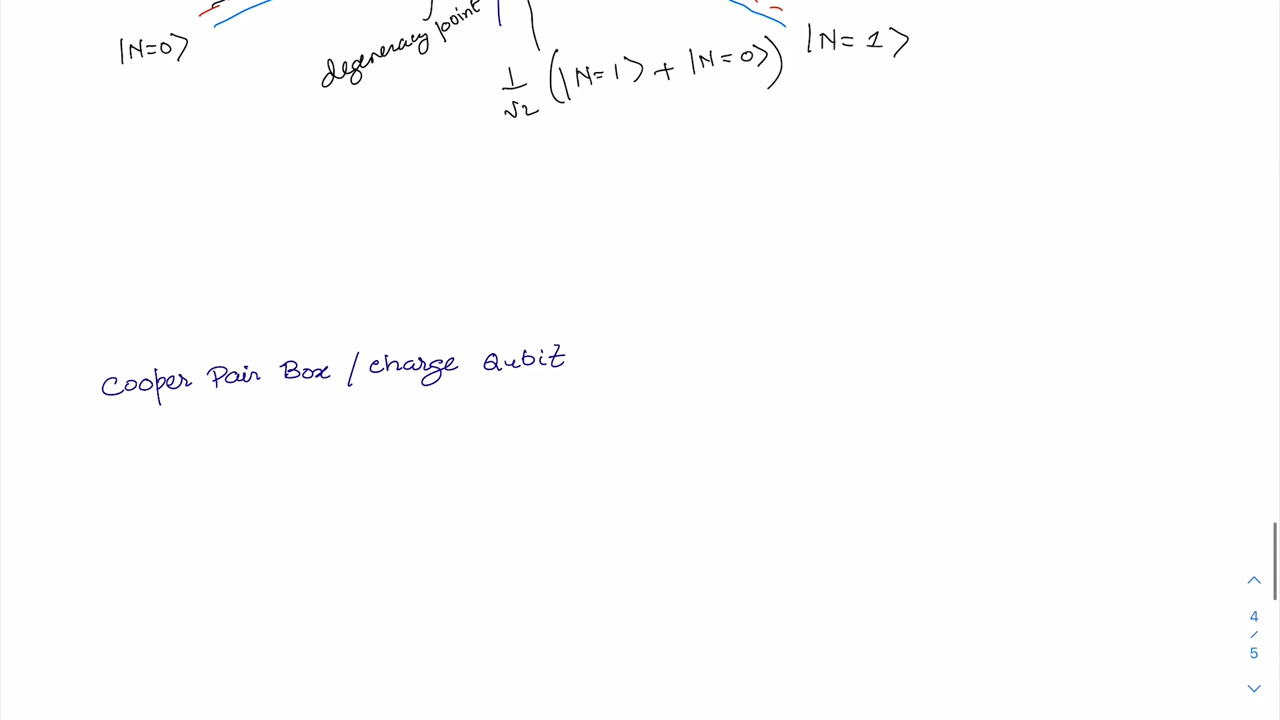 |N=0⟩
degeneracy point
1/√2 (|N=1⟩ + |N=0⟩)
|N= 1⟩
Cooper Pair Box / charge Qubit
4
/
5